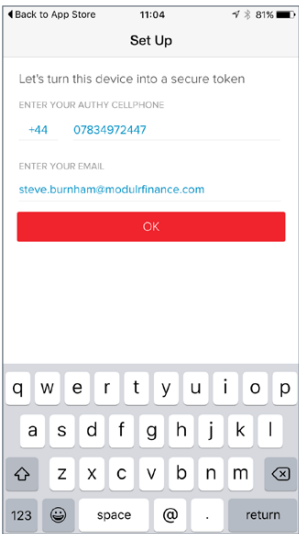 Back to App Store 11:04 81%
Set Up
Let's turn this device into a secure token
ENTER YOUR AUTHY CELLPHONE
+44 07834972447
ENTER YOUR EMAIL
steve.burnham@modulrfinance.com
OK
q w e r t y u i o p
a s d f g h j k l
z x c v b n m
123 space @ . return